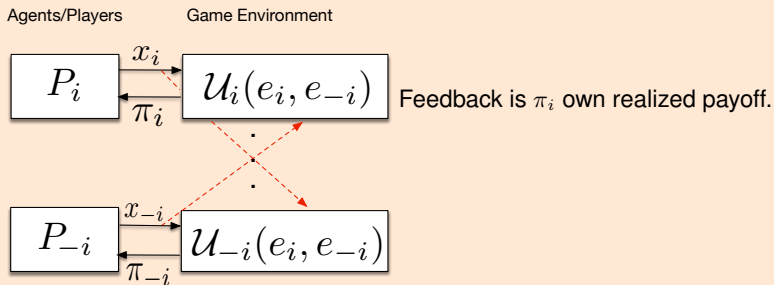 Agents/Players Game Environment
x_i
P_i U_i(e_i, e_{-i}) Feedback is π_i own realized payoff.
π_i
x_{-i}
P_{-i} U_{-i}(e_i, e_{-i})
π_{-i}